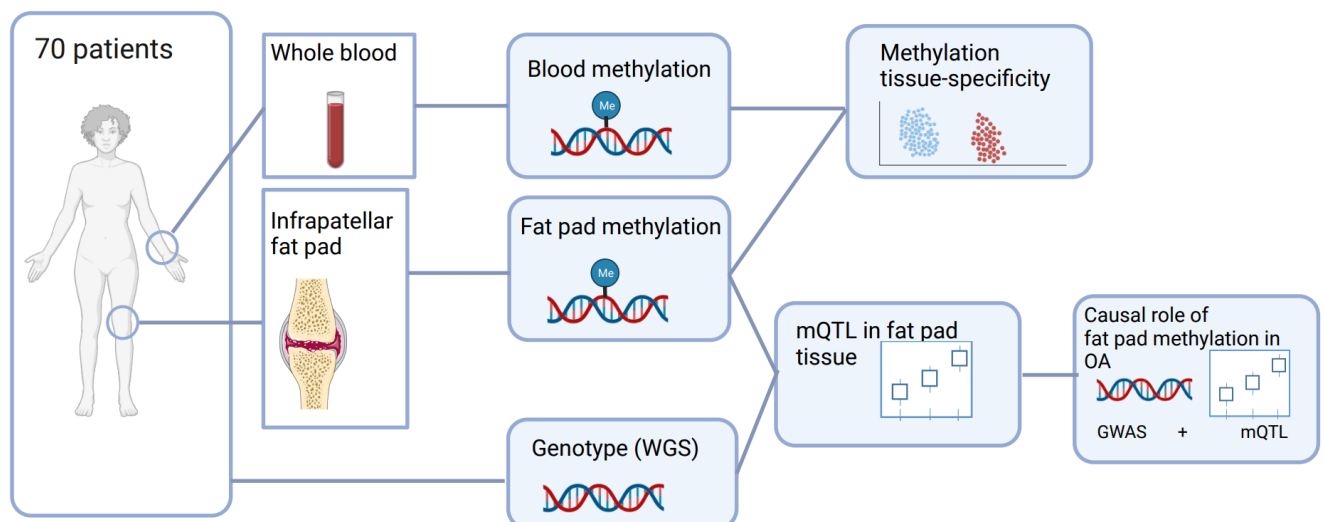 70 patients
Whole blood
Infrapatellar
fat pad
Blood methylation
Me
Fat pad methylation
Me
Genotype (WGS)
Methylation
tissue-specificity
mQTL in fat pad
tissue
Causal role of
fat pad methylation in
OA
GWAS + mQTL